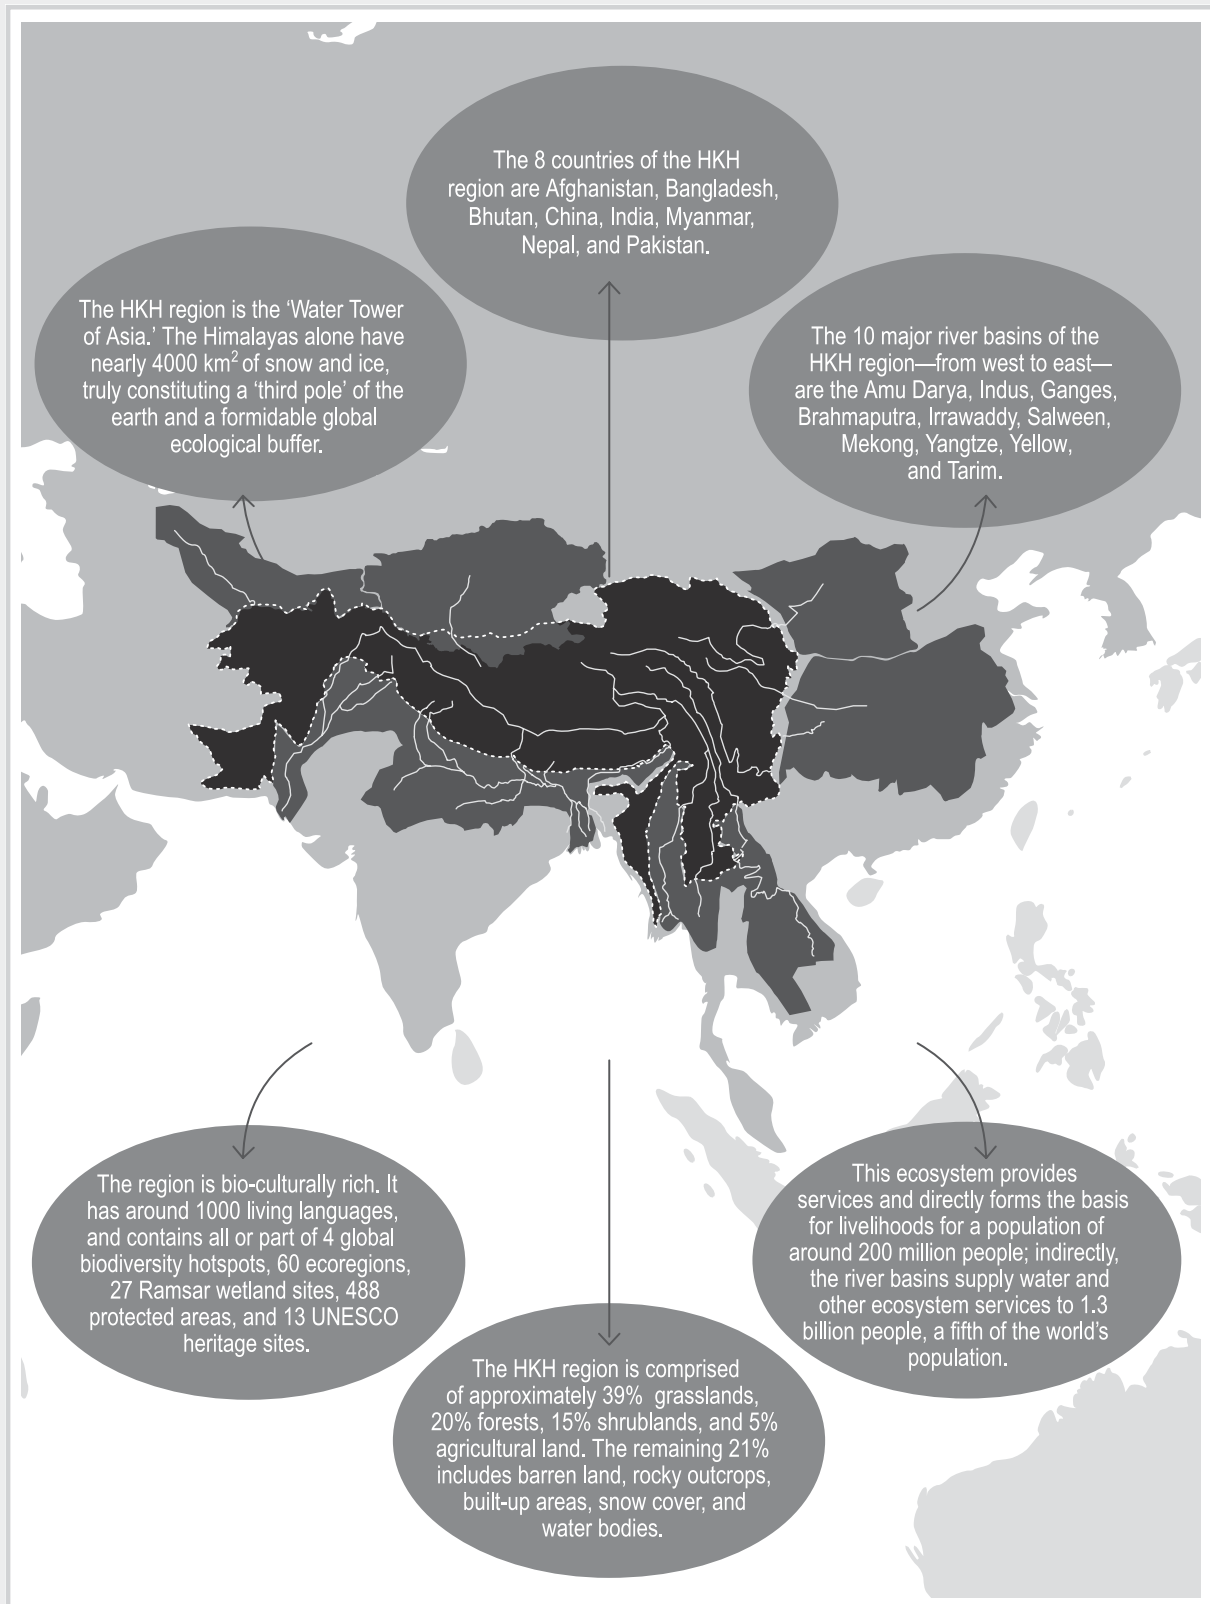 The 8 countries of the HKH
region are Afghanistan, Bangladesh,
Bhutan, China, India, Myanmar,
Nepal, and Pakistan.
The HKH region is the ‘Water Tower
of Asia.’ The Himalayas alone have
nearly 4000 km² of snow and ice,
truly constituting a ‘third pole’ of the
earth and a formidable global
ecological buffer.
The 10 major river basins of the
HKH region—from west to east—
are the Amu Darya, Indus, Ganges,
Brahmaputra, Irrawaddy, Salween,
Mekong, Yangtze, Yellow,
and Tarim.
The region is bio-culturally rich. It
has around 1000 living languages,
and contains all or part of 4 global
biodiversity hotspots, 60 ecoregions,
27 Ramsar wetland sites, 488
protected areas, and 13 UNESCO
heritage sites.
The HKH region is comprised
of approximately 39% grasslands,
20% forests, 15% shrublands, and 5%
agricultural land. The remaining 21%
includes barren land, rocky outcrops,
built-up areas, snow cover, and
water bodies.
This ecosystem provides
services and directly forms the basis
for livelihoods for a population of
around 200 million people; indirectly,
the river basins supply water and
other ecosystem services to 1.3
billion people, a fifth of the world’s
population.